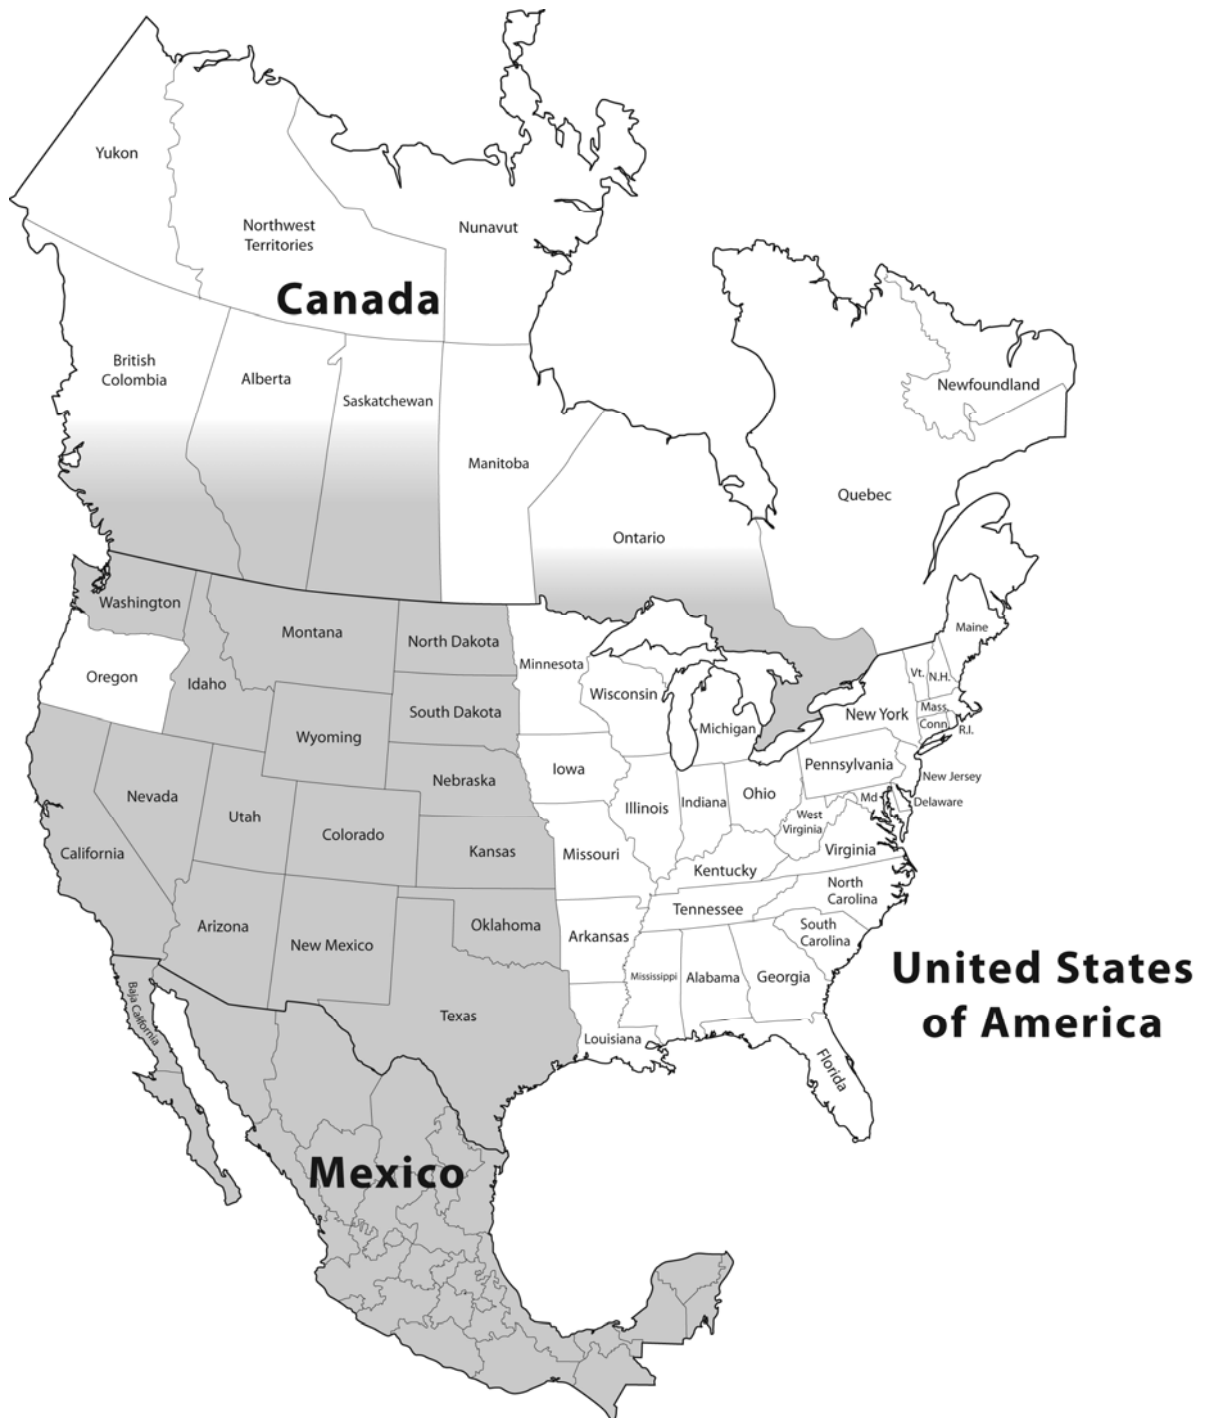 Yukon
Northwest
Territories
Nunavut
Canada
British
Colombia
Alberta
Saskatchewan
Manitoba
Ontario
Quebec
Newfoundland
Washington
Oregon
Idaho
Montana
Wyoming
North Dakota
South Dakota
Nebraska
Kansas
Oklahoma
Texas
California
Nevada
Utah
Colorado
Arizona
New Mexico
Minnesota
Wisconsin
Michigan
Iowa
Illinois
Indiana
Ohio
Missouri
Kentucky
Tennessee
Arkansas
Mississippi
Alabama
Georgia
Louisiana
Florida
Maine
Vt.
N.H.
Mass.
Conn.
R.I.
New York
Pennsylvania
New Jersey
Md
Delaware
West
Virginia
Virginia
North
Carolina
South
Carolina
United States
of America
Baja California
Mexico